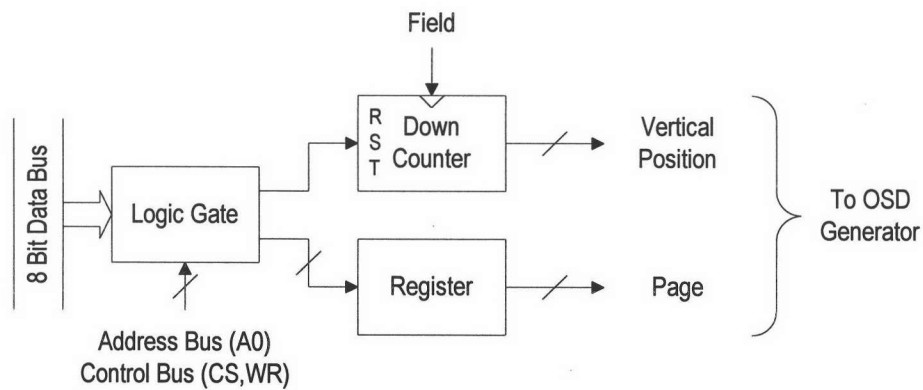 Field
8 Bit Data Bus
Logic Gate
RST
Down
Counter
Vertical
Position
To OSD
Generator
Register
Page
Address Bus (A0)
Control Bus (CS,WR)